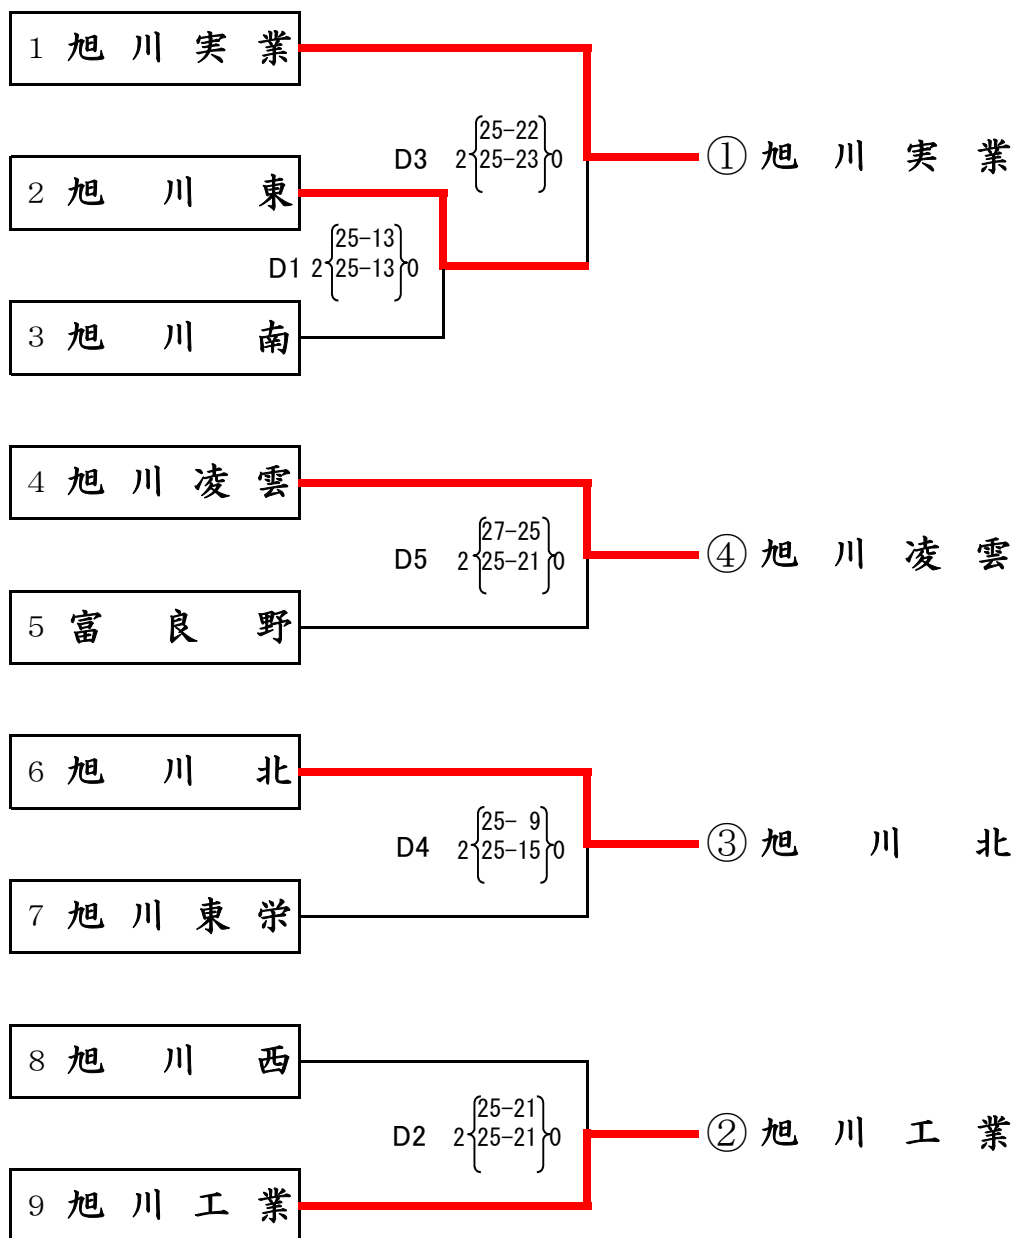 1 旭川実業
25-22
D3 2 25-23 0
① 旭川実業
2 旭川東
25-13
D1 2 25-13 0
3 旭川南
4 旭川凌雲
27-25
D5 2 25-21 0
④ 旭川凌雲
5 富良野
6 旭川北
25- 9
D4 2 25-15 0
③ 旭川北
7 旭川東栄
8 旭川西
25-21
D2 2 25-21 0
② 旭川工業
9 旭川工業